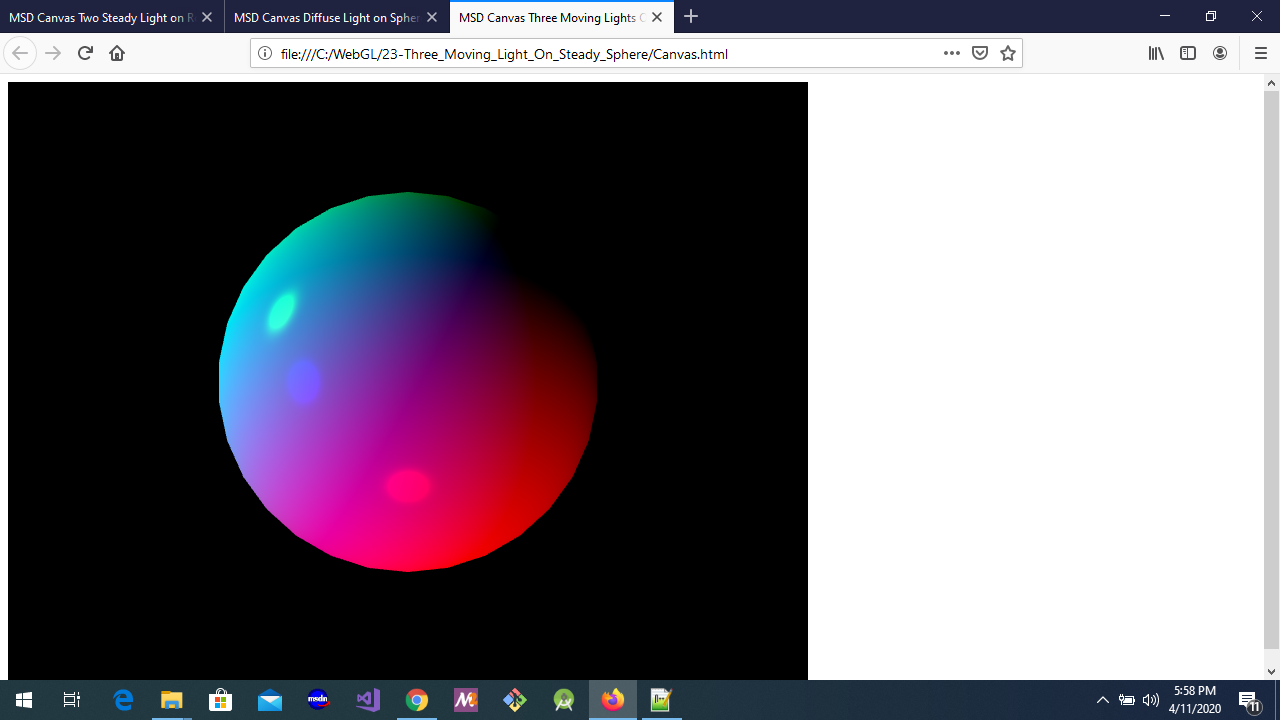 MSD Canvas Two Steady Light on R
MSD Canvas Diffuse Light on Spher
MSD Canvas Three Moving Lights
file:///C:/WebGL/23-Three_Moving_Light_On_Steady_Sphere/Canvas.html
msdn
5:58 PM
4/11/2020
11